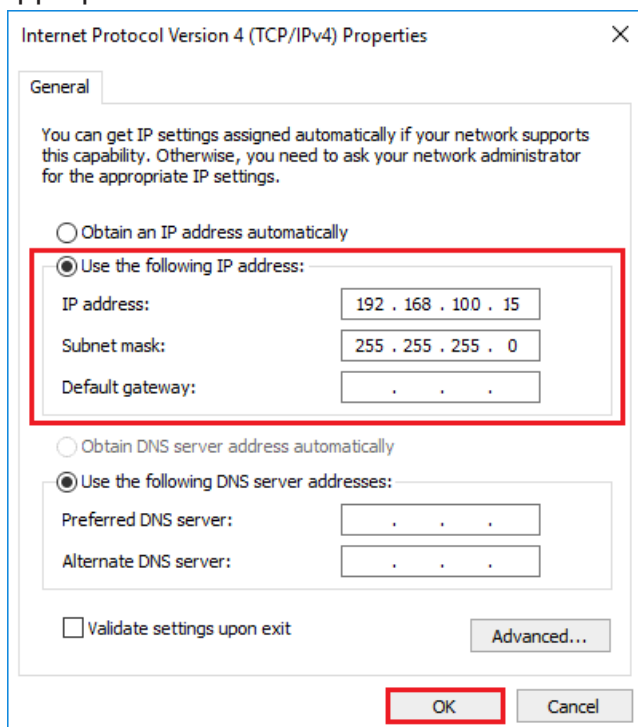 Internet Protocol Version 4 (TCP/IPv4) Properties
General
You can get IP settings assigned automatically if your network supports
this capability. Otherwise, you need to ask your network administrator
for the appropriate IP settings.
Obtain an IP address automatically
Use the following IP address:
IP address: 192 . 168 . 100 . 15
Subnet mask: 255 . 255 . 255 . 0
Default gateway: . . .
Obtain DNS server address automatically
Use the following DNS server addresses:
Preferred DNS server: . . .
Alternate DNS server: . . .
Validate settings upon exit
Advanced...
OK Cancel